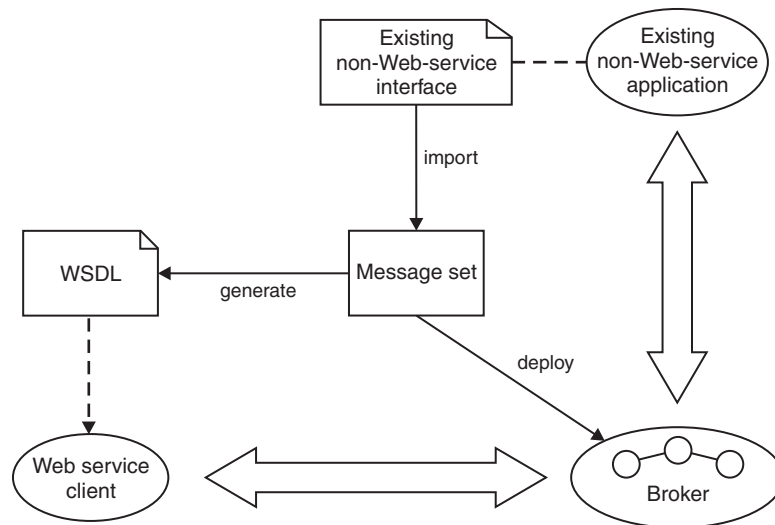 Existing
non-Web-service
interface
Existing
non-Web-service
application
import
WSDL
generate
Message set
deploy
Web service
client
Broker